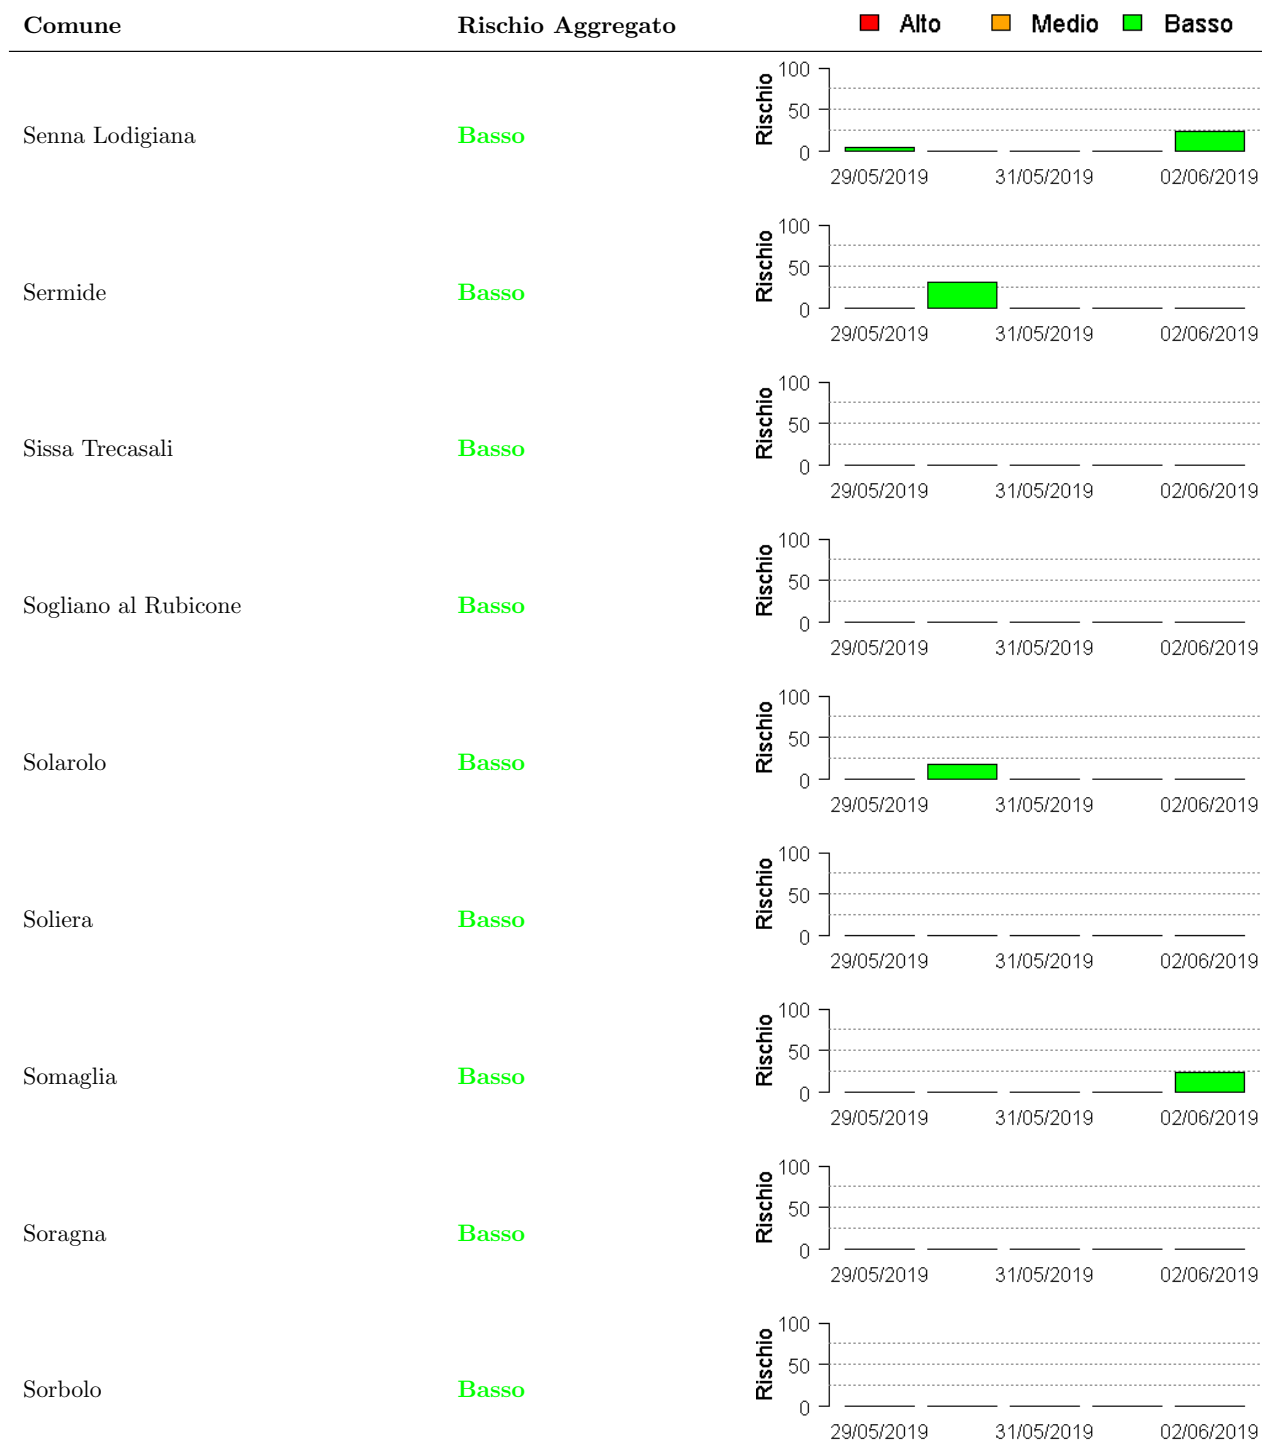 Comune Rischio Aggregato Alto Medio Basso
Senna Lodigiana Basso Rischio 100 50 0
29/05/2019 31/05/2019 02/06/2019
Sermide Basso Rischio 100 50 0
29/05/2019 31/05/2019 02/06/2019
Sissa Trecasali Basso Rischio 100 50 0
29/05/2019 31/05/2019 02/06/2019
Sogliano al Rubicone Basso Rischio 100 50 0
29/05/2019 31/05/2019 02/06/2019
Solarolo Basso Rischio 100 50 0
29/05/2019 31/05/2019 02/06/2019
Soliera Basso Rischio 100 50 0
29/05/2019 31/05/2019 02/06/2019
Somaglia Basso Rischio 100 50 0
29/05/2019 31/05/2019 02/06/2019
Soragna Basso Rischio 100 50 0
29/05/2019 31/05/2019 02/06/2019
Sorbolo Basso Rischio 100 50 0
29/05/2019 31/05/2019 02/06/2019